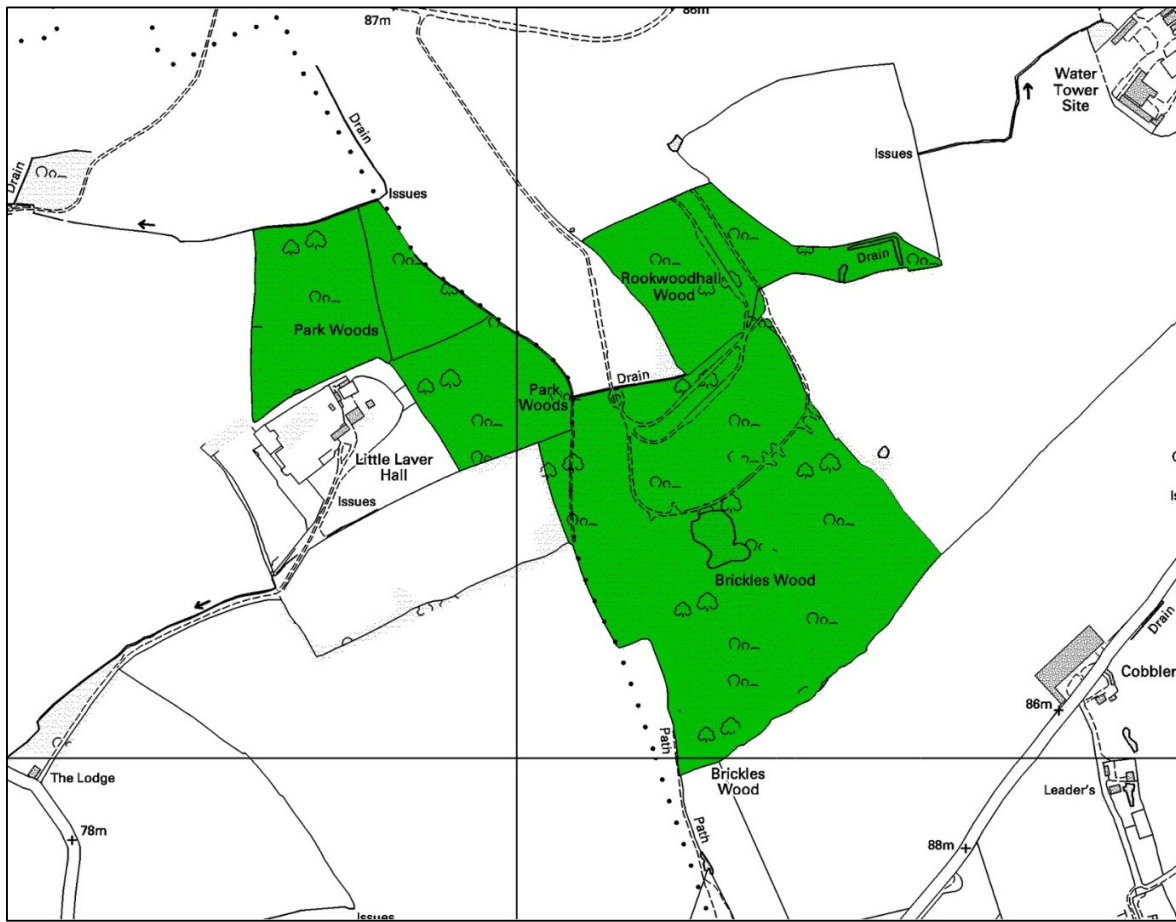 87m
86m
Water
Tower
Site
Drain
Issues
Drain
Issues
Drain
Rookwoodhall
Wood
Park Woods
Drain
Park
Woods
Little Laver
Hall
Issues
Brickles Wood
Drain
Cobbler
86m
Path
The Lodge
Brickles
Wood
Leader's
78m
Path
88m
Issues